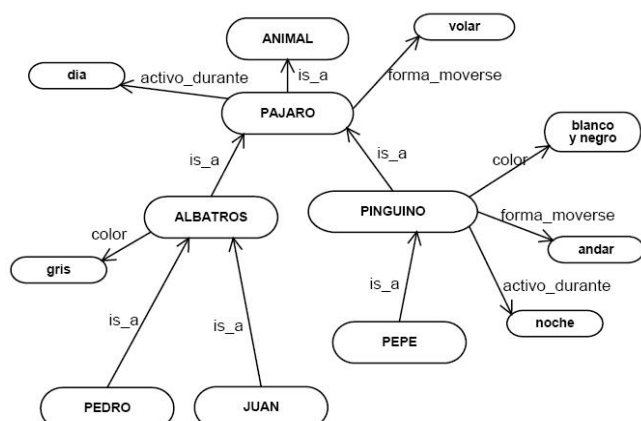 ANIMAL
volar
dia
activo_durante
is_a
forma_moverse
PAJARO
blanco
y negro
is_a
is_a
color
ALBATROS
PINGUINO
color
forma_moverse
gris
andar
activo_durante
is_a
is_a
is_a
noche
PEPE
PEDRO
JUAN